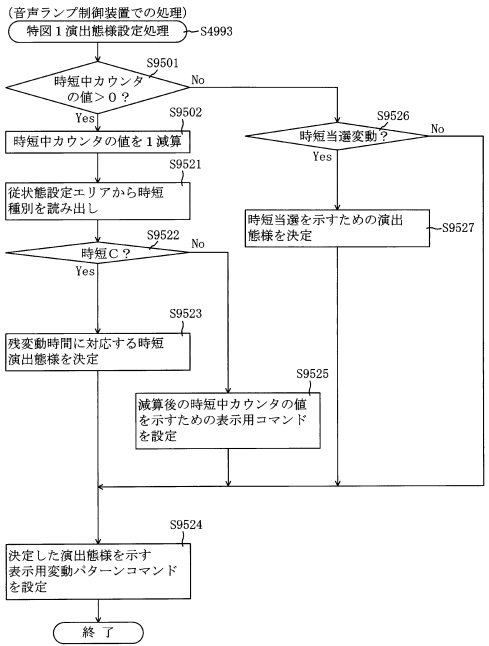 (音声ランプ制御装置での処理)
特図1演出態様設定処理
S4993
S9501
時短中カウンタ
の値>0?
No
Yes
S9502
時短中カウンタの値を1減算
S9526
時短当選変動?
No
Yes
S9521
従状態設定エリアから時短
種別を読み出し
時短当選を示すための演出
態様を決定
S9527
S9522
時短C?
No
Yes
S9523
残変動時間に対応する時短
演出態様を決定
S9525
減算後の時短中カウンタの値
を示すための表示用コマンド
を設定
S9524
決定した演出態様を示す
表示用変動パターンコマンド
を設定
終 了